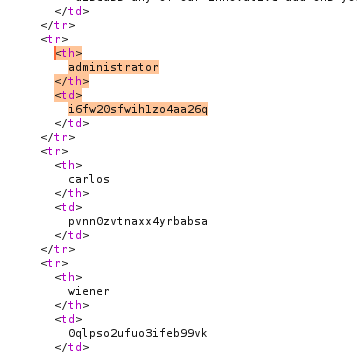 </td>
</tr>
<tr>
<th>
administrator
</th>
<td>
i6fw20sfwih1zo4aa26q
</td>
</tr>
<tr>
<th>
carlos
</th>
<td>
pvnn0zvtnaxx4yrbabsa
</td>
</tr>
<tr>
<th>
wiener
</th>
<td>
0qlpso2ufuo3ifeb99vk
</td>